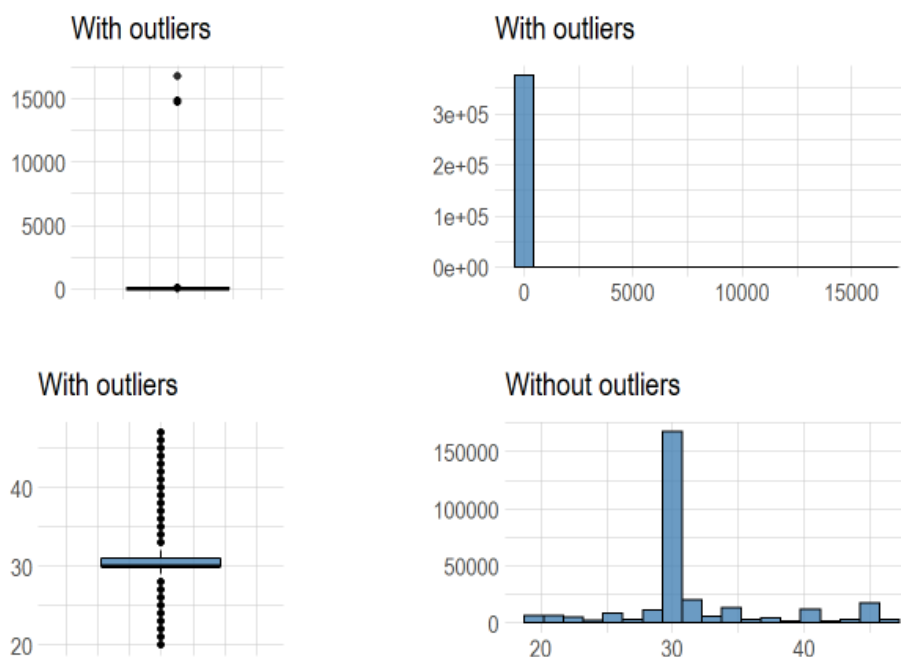 With outliers
15000
10000
5000
0
With outliers
3e+05
2e+05
1e+05
0e+00
0 5000 10000 15000
With outliers
40
30
20
Without outliers
150000
100000
50000
0
20 30 40